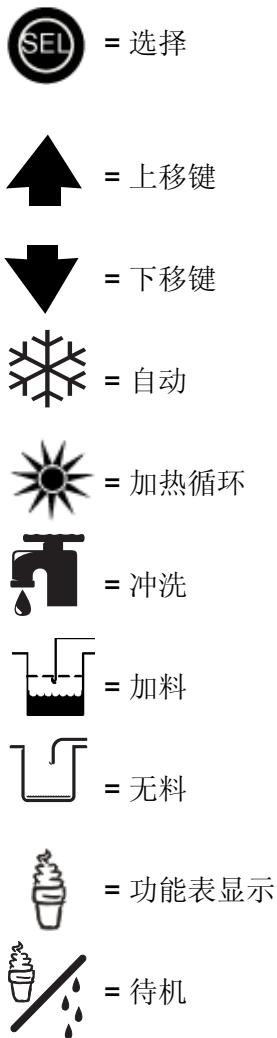 SEL = 选择
= 上移键
= 下移键
= 自动
= 加热循环
= 冲洗
= 加料
= 无料
= 功能表显示
= 待机